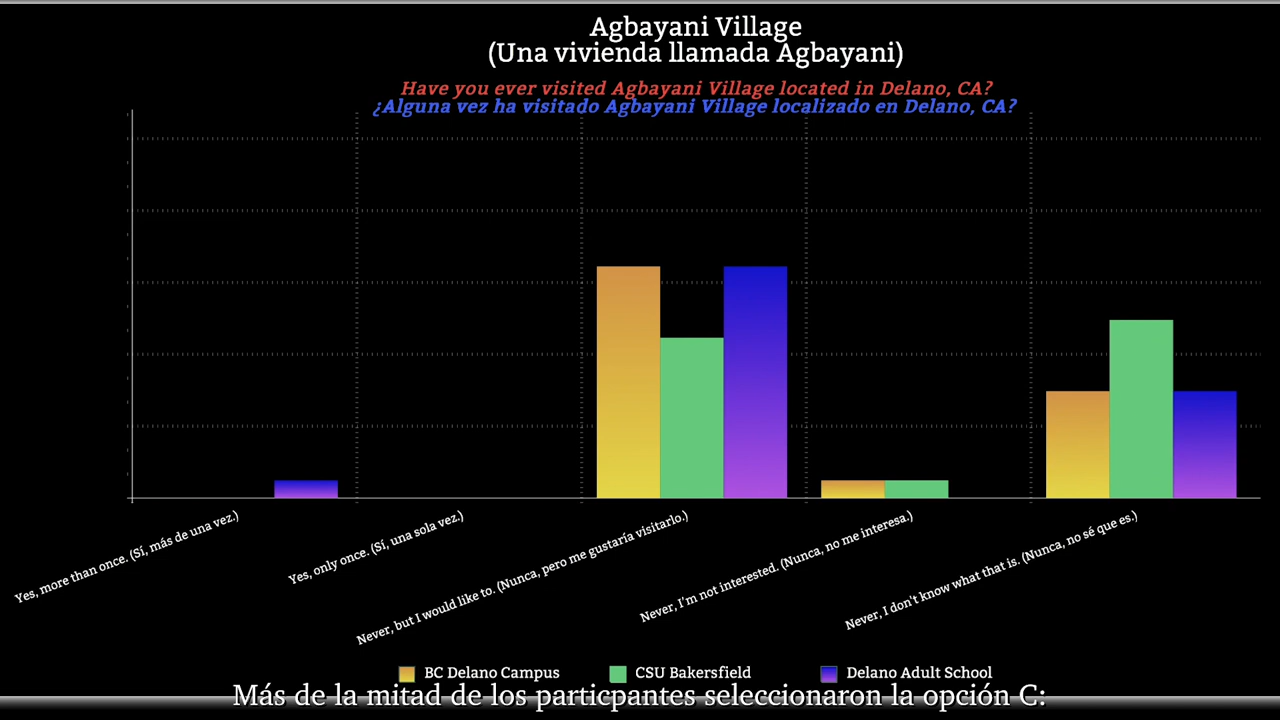 Agbayani Village
(Una vivienda llamada Agbayani)
Have you ever visited Agbayani Village located in Delano, CA?
¿Alguna vez ha visitado Agbayani Village localizado en Delano, CA?
Yes, more than once. (Sí, más de una vez.)
Yes, only once. (Sí, una sola vez.)
Never, but I would like to. (Nunca, pero me gustaría visitarlo.)
Never, I'm not interested. (Nunca, no me interesa.)
Never, I don't know what that is. (Nunca, no sé que es.)
BC Delano Campus
CSU Bakersfield
Delano Adult School
Más de la mitad de los particpantes seleccionaron la opción C: